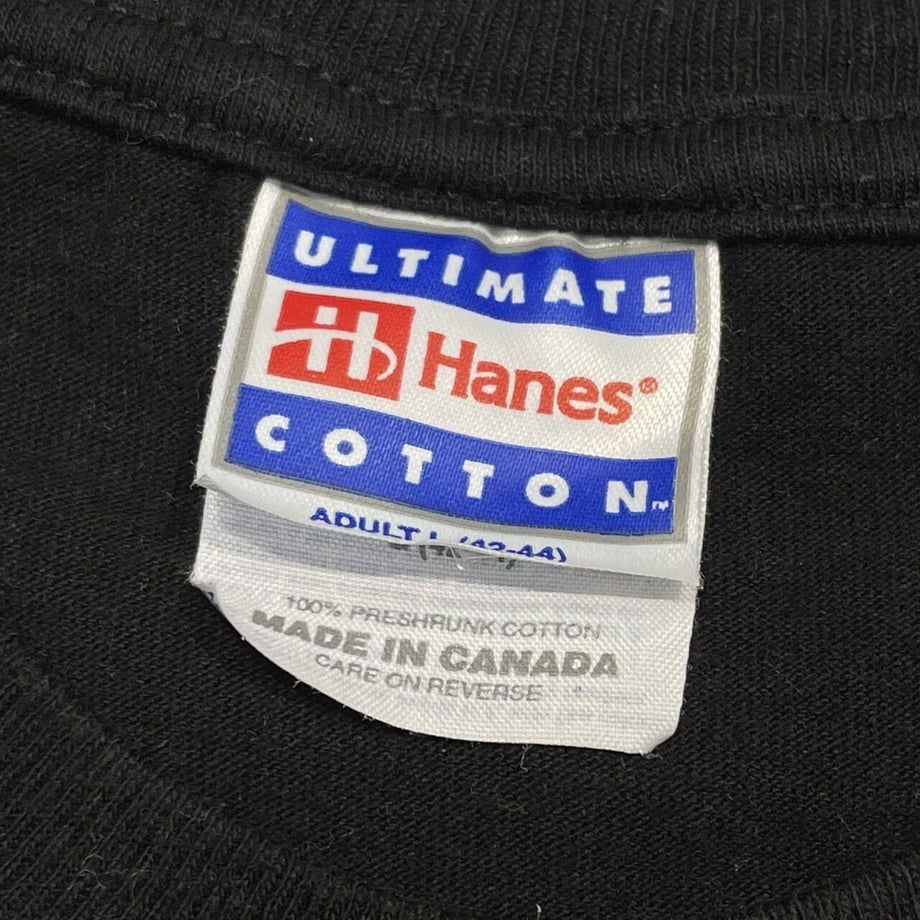 ULTIMATE
Hanes®
COTTON™
ADULT L (42-44)
100% PRESHRUNK COTTON
MADE IN CANADA
CARE ON REVERSE